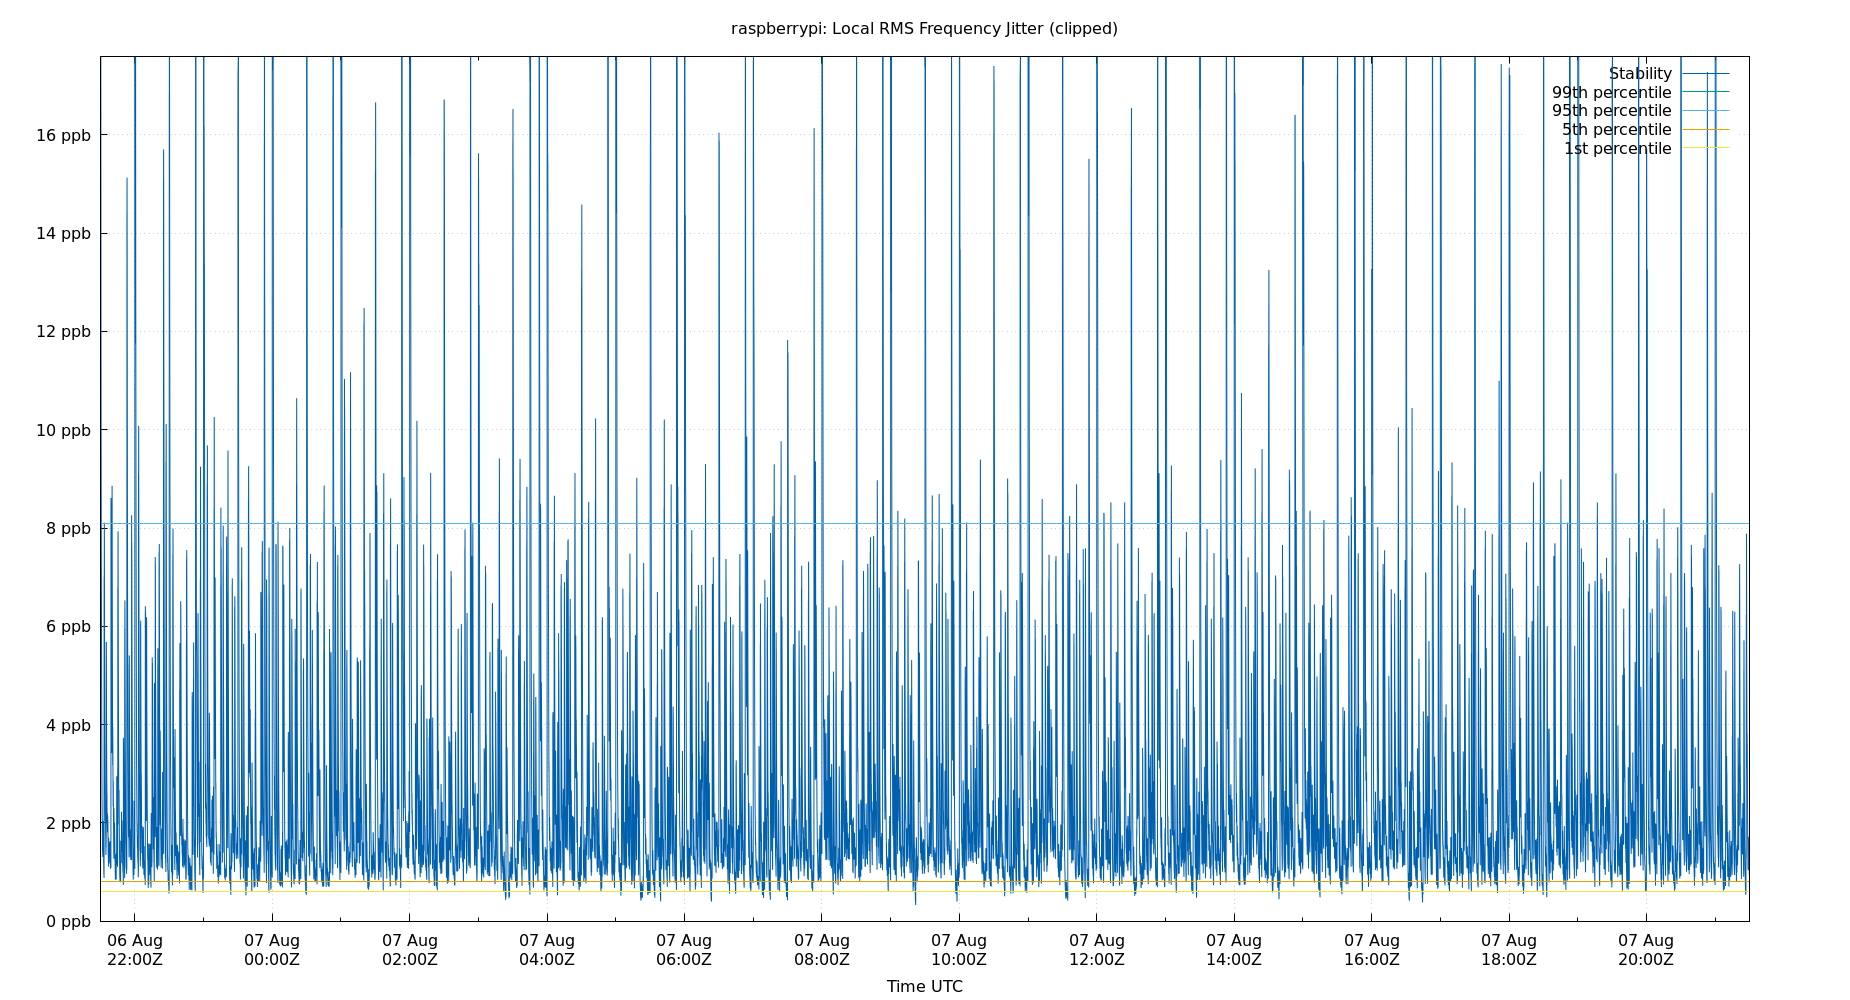 raspberrypi: Local RMS Frequency Jitter (clipped)
Stability
99th percentile
95th percentile
5th percentile
1st percentile
16 ppb
14 ppb
12 ppb
10 ppb
8 ppb
6 ppb
4 ppb
2 ppb
0 ppb
06 Aug 07 Aug 07 Aug 07 Aug 07 Aug 07 Aug 07 Aug 07 Aug 07 Aug 07 Aug 07 Aug 07 Aug
22:00Z 00:00Z 02:00Z 04:00Z 06:00Z 08:00Z 10:00Z 12:00Z 14:00Z 16:00Z 18:00Z 20:00Z
Time UTC